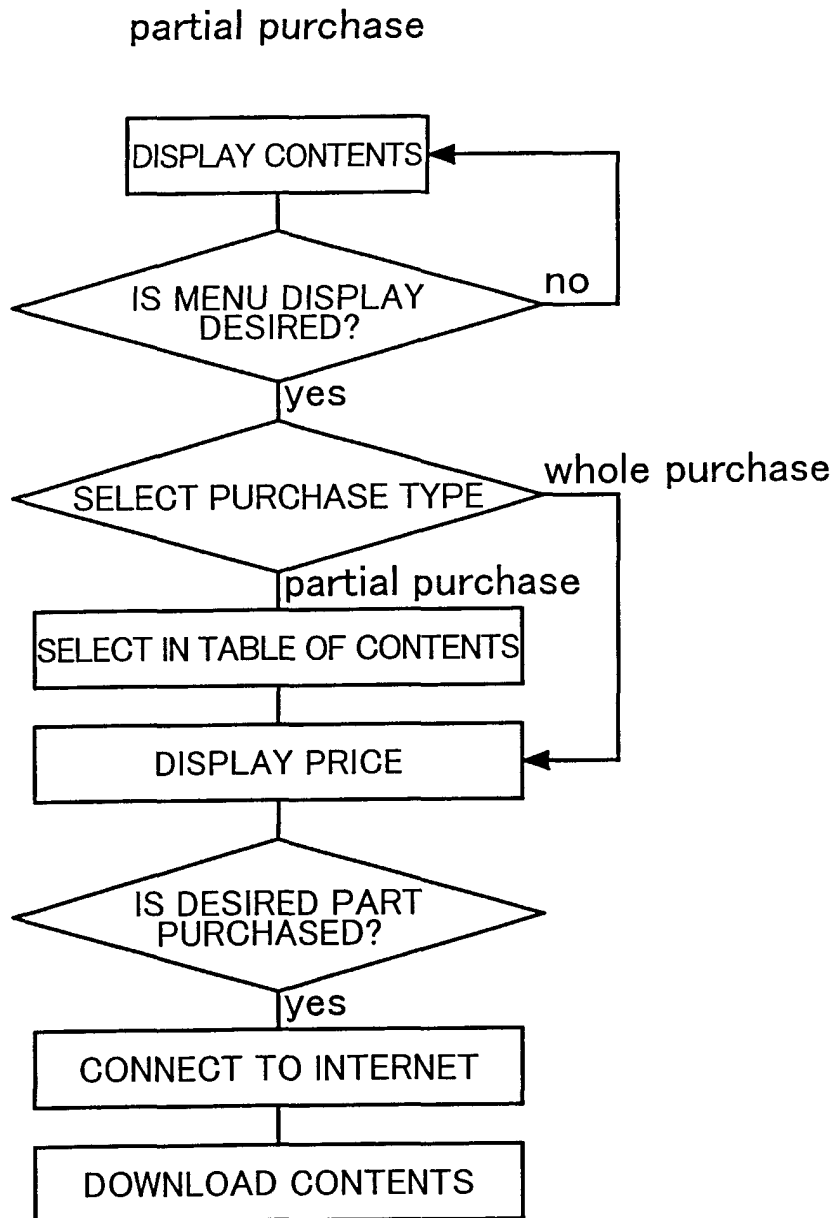 partial purchase
DISPLAY CONTENTS
IS MENU DISPLAY
DESIRED?
no
yes
SELECT PURCHASE TYPE
whole purchase
partial purchase
SELECT IN TABLE OF CONTENTS
DISPLAY PRICE
IS DESIRED PART
PURCHASED?
yes
CONNECT TO INTERNET
DOWNLOAD CONTENTS